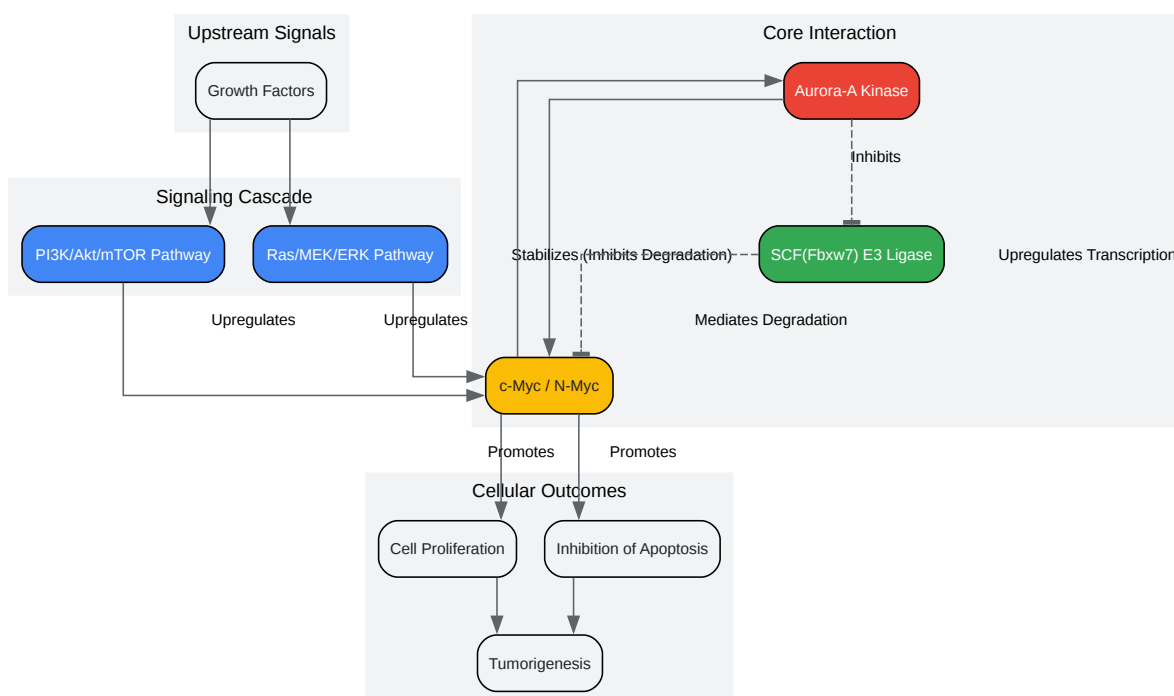 Upstream Signals
Core Interaction
Growth Factors
Aurora-A Kinase
Inhibits
Signaling Cascade
PI3K/Akt/mTOR Pathway
Ras/MEK/ERK Pathway
Stabilizes (Inhibits Degradation)
SCF(Fbxw7) E3 Ligase
Upregulates Transcription
Upregulates
Upregulates
Mediates Degradation
c-Myc / N-Myc
Promotes
Promotes
Cellular Outcomes
Cell Proliferation
Inhibition of Apoptosis
Tumorigenesis